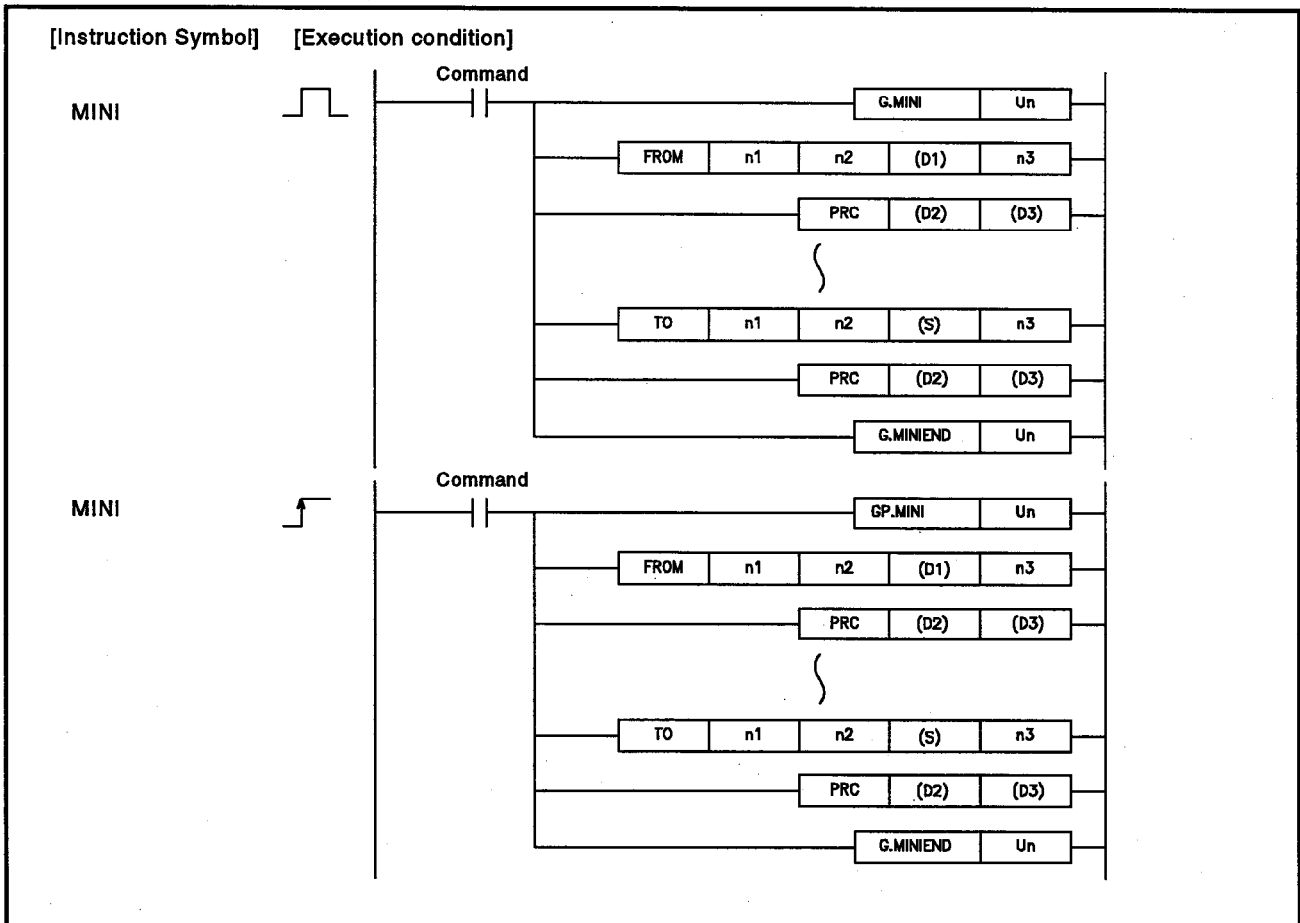 [Instruction Symbol] [Execution condition]
Command
MINI G.MINI Un
FROM n1 n2 (D1) n3
PRC (D2) (D3)
TO n1 n2 (S) n3
PRC (D2) (D3)
G.MINIEND Un
Command
MINI GP.MINI Un
FROM n1 n2 (D1) n3
PRC (D2) (D3)
TO n1 n2 (S) n3
PRC (D2) (D3)
G.MINIEND Un